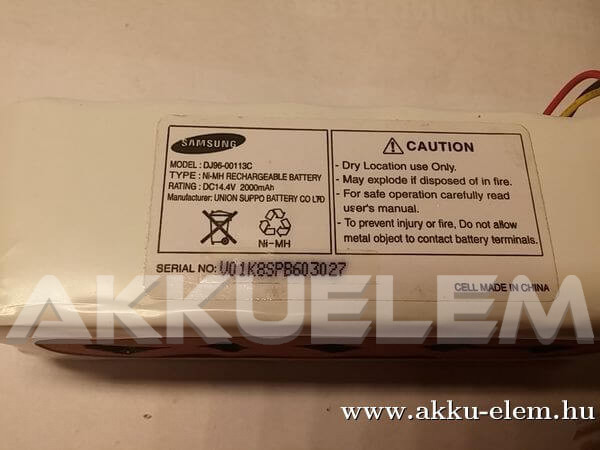 SAMSUNG
MODEL : DJ96-00113C
TYPE : Ni-MH RECHARGEABLE BATTERY
RATING : DC14.4V 2000mAh
Manufacturer: UNION SUPPO BATTERY CO LTD
Ni-MH
SERIAL NO: V01K8SPB603027
CAUTION
- Dry Location use Only.
- May explode if disposed of in fire.
- For safe operation carefully read
user's manual.
- To prevent injury or fire, Do not allow
metal object to contact battery terminals.
CELL MADE IN CHINA
AKKUELEM
www.akku-elem.hu